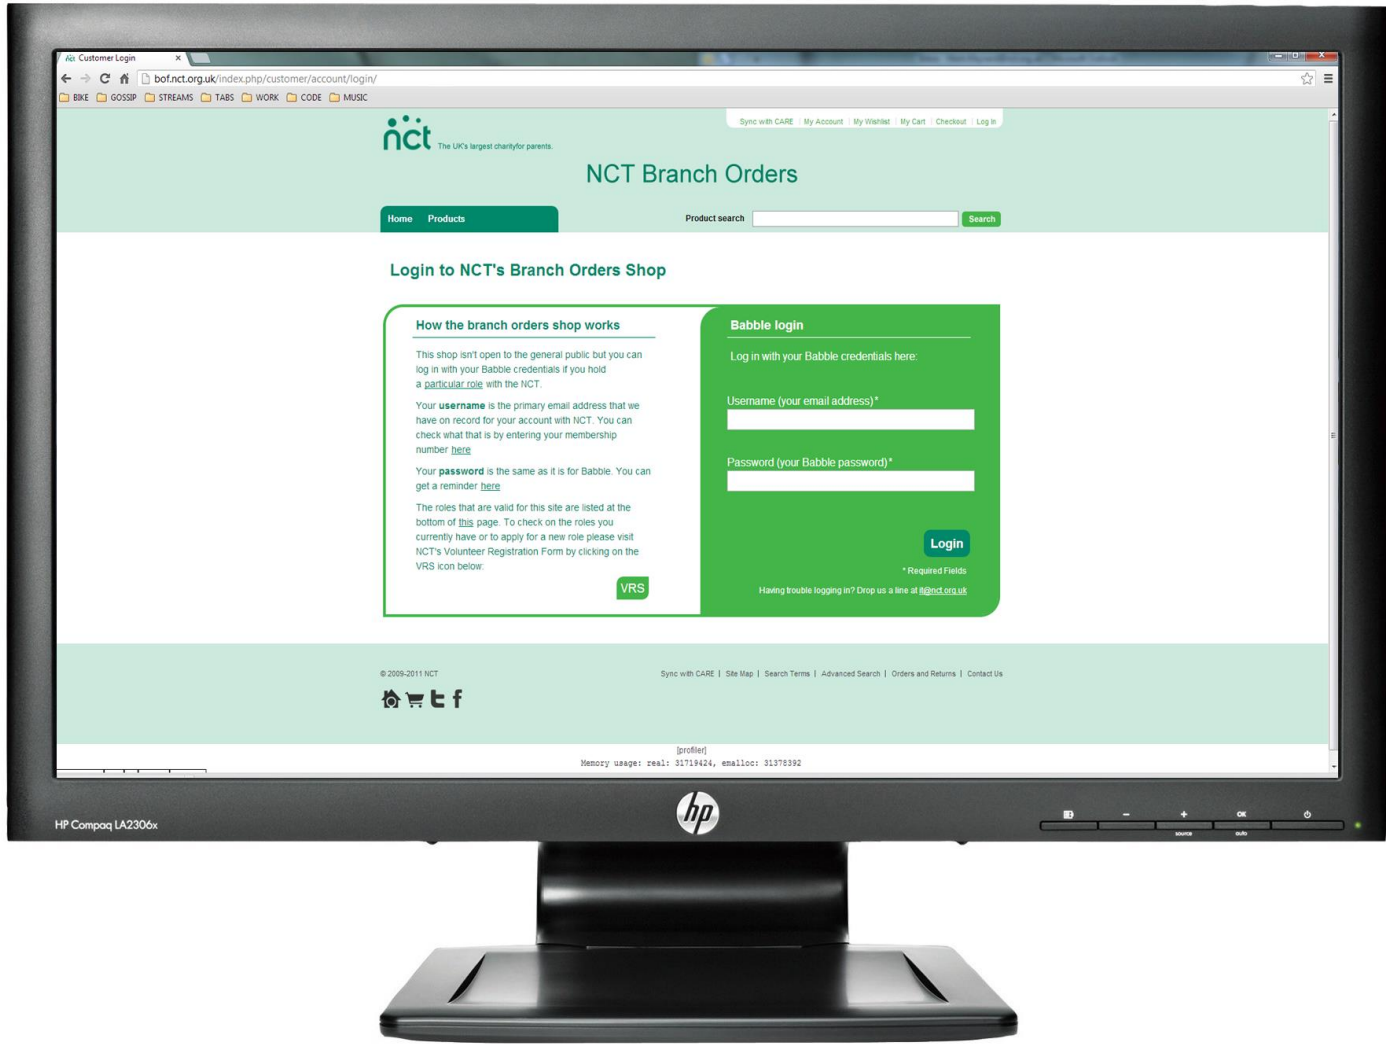 nct Customer Login x
bof.nct.org.uk/index.php/customer/account/login/
BIKE GOSSIP STREAMS TABS WORK CODE MUSIC
nct The UK's largest charityfor parents.
Sync with CARE | My Account | My Wishlist | My Cart | Checkout | Log In
NCT Branch Orders
Home Products
Product search Search
Login to NCT's Branch Orders Shop
How the branch orders shop works
This shop isn't open to the general public but you can
log in with your Babble credentials if you hold
a particular role with the NCT.
Your username is the primary email address that we
have on record for your account with NCT. You can
check what that is by entering your membership
number here
Your password is the same as it is for Babble. You can
get a reminder here
The roles that are valid for this site are listed at the
bottom of this page. To check on the roles you
currently have or to apply for a new role please visit
NCT's Volunteer Registration Form by clicking on the
VRS icon below:
VRS
Babble login
Log in with your Babble credentials here:
Username (your email address)*
Password (your Babble password)*
Login
* Required Fields
Having trouble logging in? Drop us a line at it@nct.org.uk
© 2009-2011 NCT
Sync with CARE | Site Map | Search Terms | Advanced Search | Orders and Returns | Contact Us
[profiler]
Memory usage: real: 31719424, emalloc: 31378392
HP Compaq LA2306x
hp
- + OK
source auto